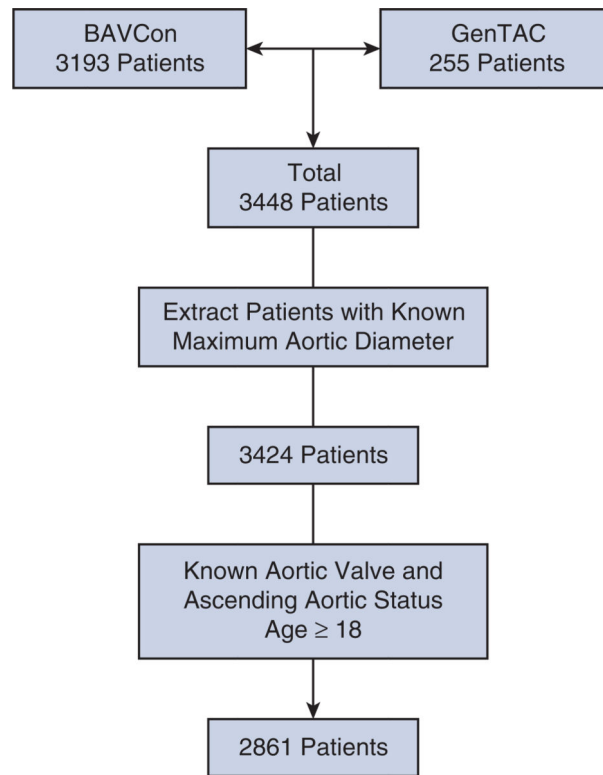 BAVCon
3193 Patients
GenTAC
255 Patients
Total
3448 Patients
Extract Patients with Known
Maximum Aortic Diameter
3424 Patients
Known Aortic Valve and
Ascending Aortic Status
Age ≥ 18
2861 Patients